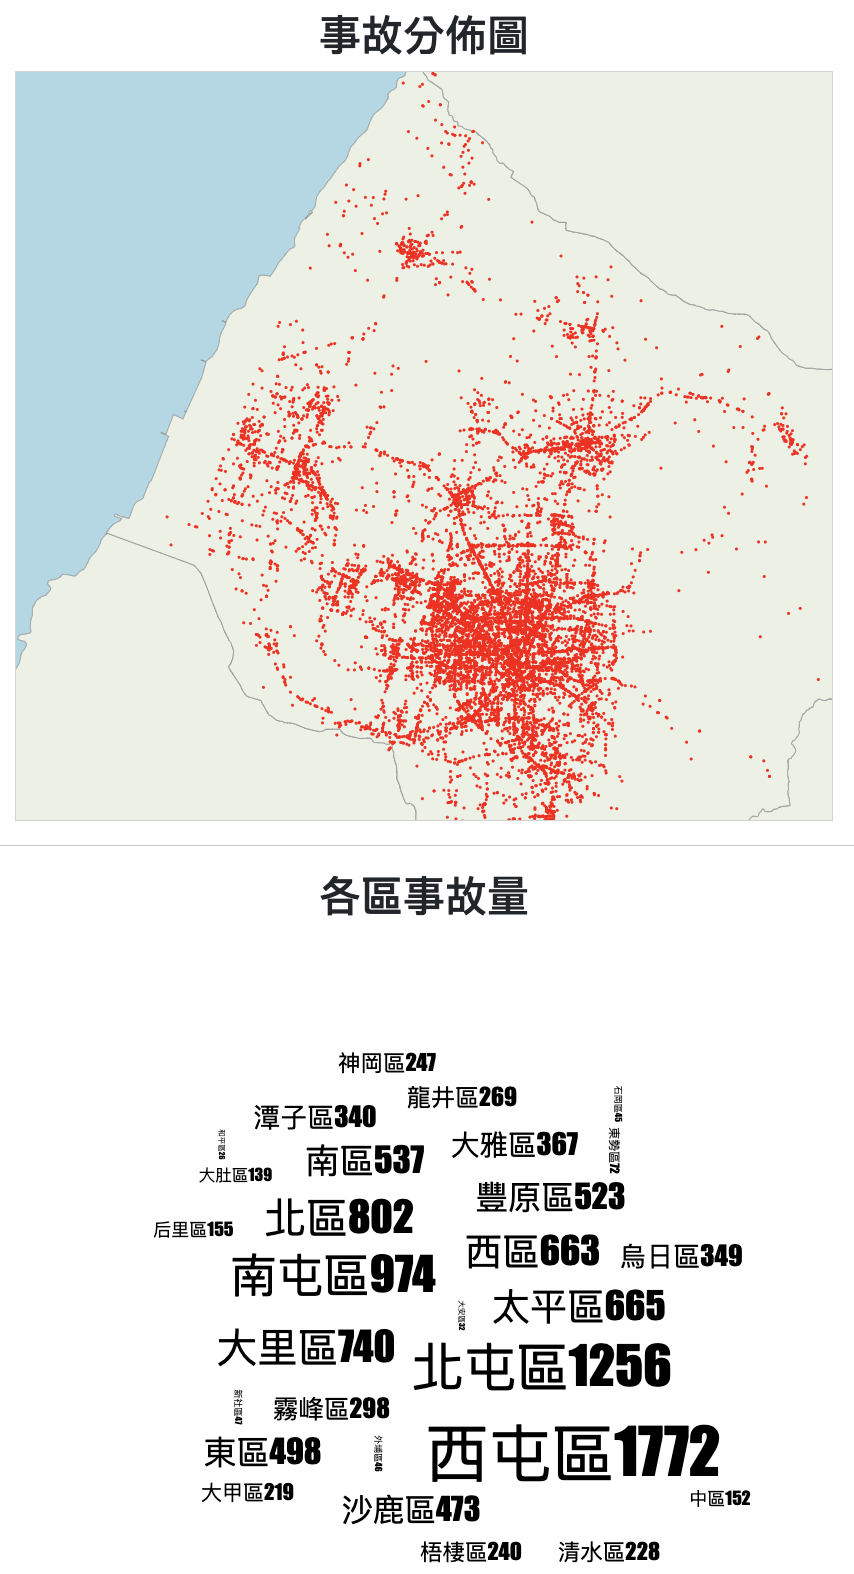 事故分佈圖
各區事故量
神岡區247
龍井區269
石岡區45
潭子區340
和平區26
東勢區72
南區537
大雅區367
大肚區139
豐原區523
北區802
后里區155
西區663
烏日區349
南屯區974
太平區665
大安區32
大里區740
北屯區1256
新社區47
霧峰區298
東區498
外埔區46
西屯區1772
大甲區219
中區152
沙鹿區473
梧棲區240
清水區228